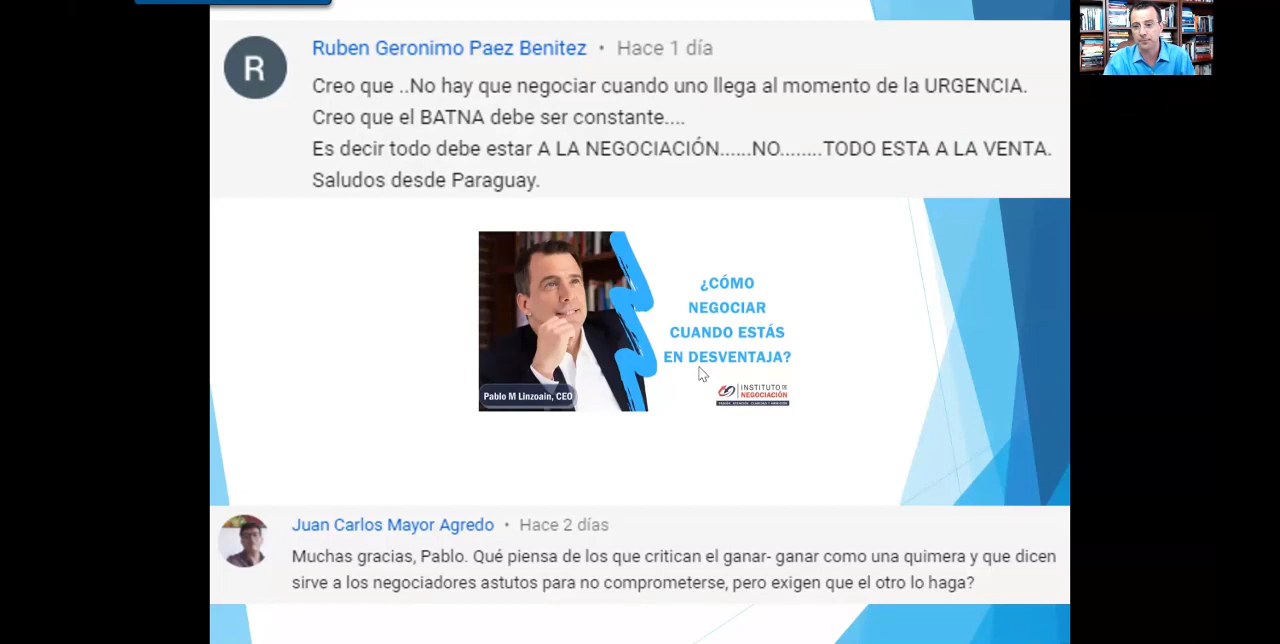 R
Ruben Geronimo Paez Benitez • Hace 1 día
Creo que ..No hay que negociar cuando uno llega al momento de la URGENCIA.
Creo que el BATNA debe ser constante....
Es decir todo debe estar A LA NEGOCIACIÓN......NO........TODO ESTA A LA VENTA.
Saludos desde Paraguay.
¿CÓMO
NEGOCIAR
CUANDO ESTÁS
EN DESVENTAJA?
Pablo M Linzoain, CEO
INSTITUTO DE
NEGOCIACIÓN
Juan Carlos Mayor Agredo • Hace 2 días
Muchas gracias, Pablo. Qué piensa de los que critican el ganar- ganar como una quimera y que dicen
sirve a los negociadores astutos para no comprometerse, pero exigen que el otro lo haga?